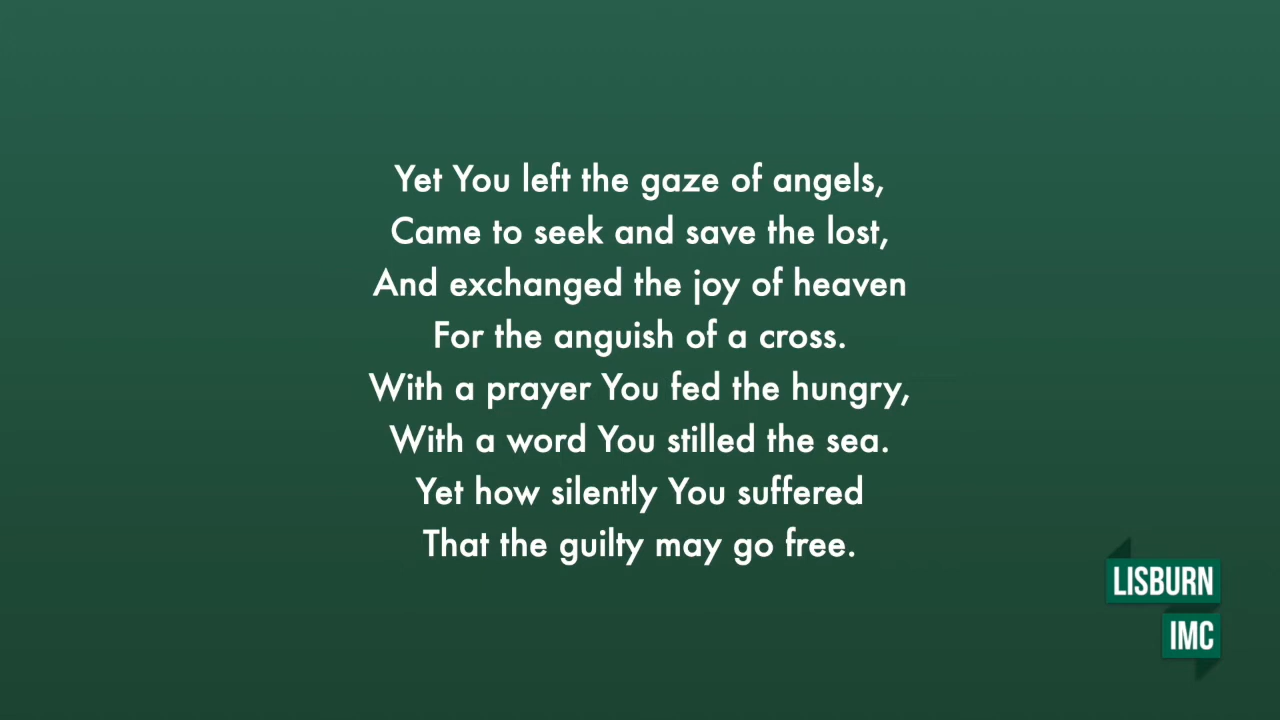 Yet You left the gaze of angels,
Came to seek and save the lost,
And exchanged the joy of heaven
For the anguish of a cross.
With a prayer You fed the hungry,
With a word You stilled the sea.
Yet how silently You suffered
That the guilty may go free.
LISBURN
IMC